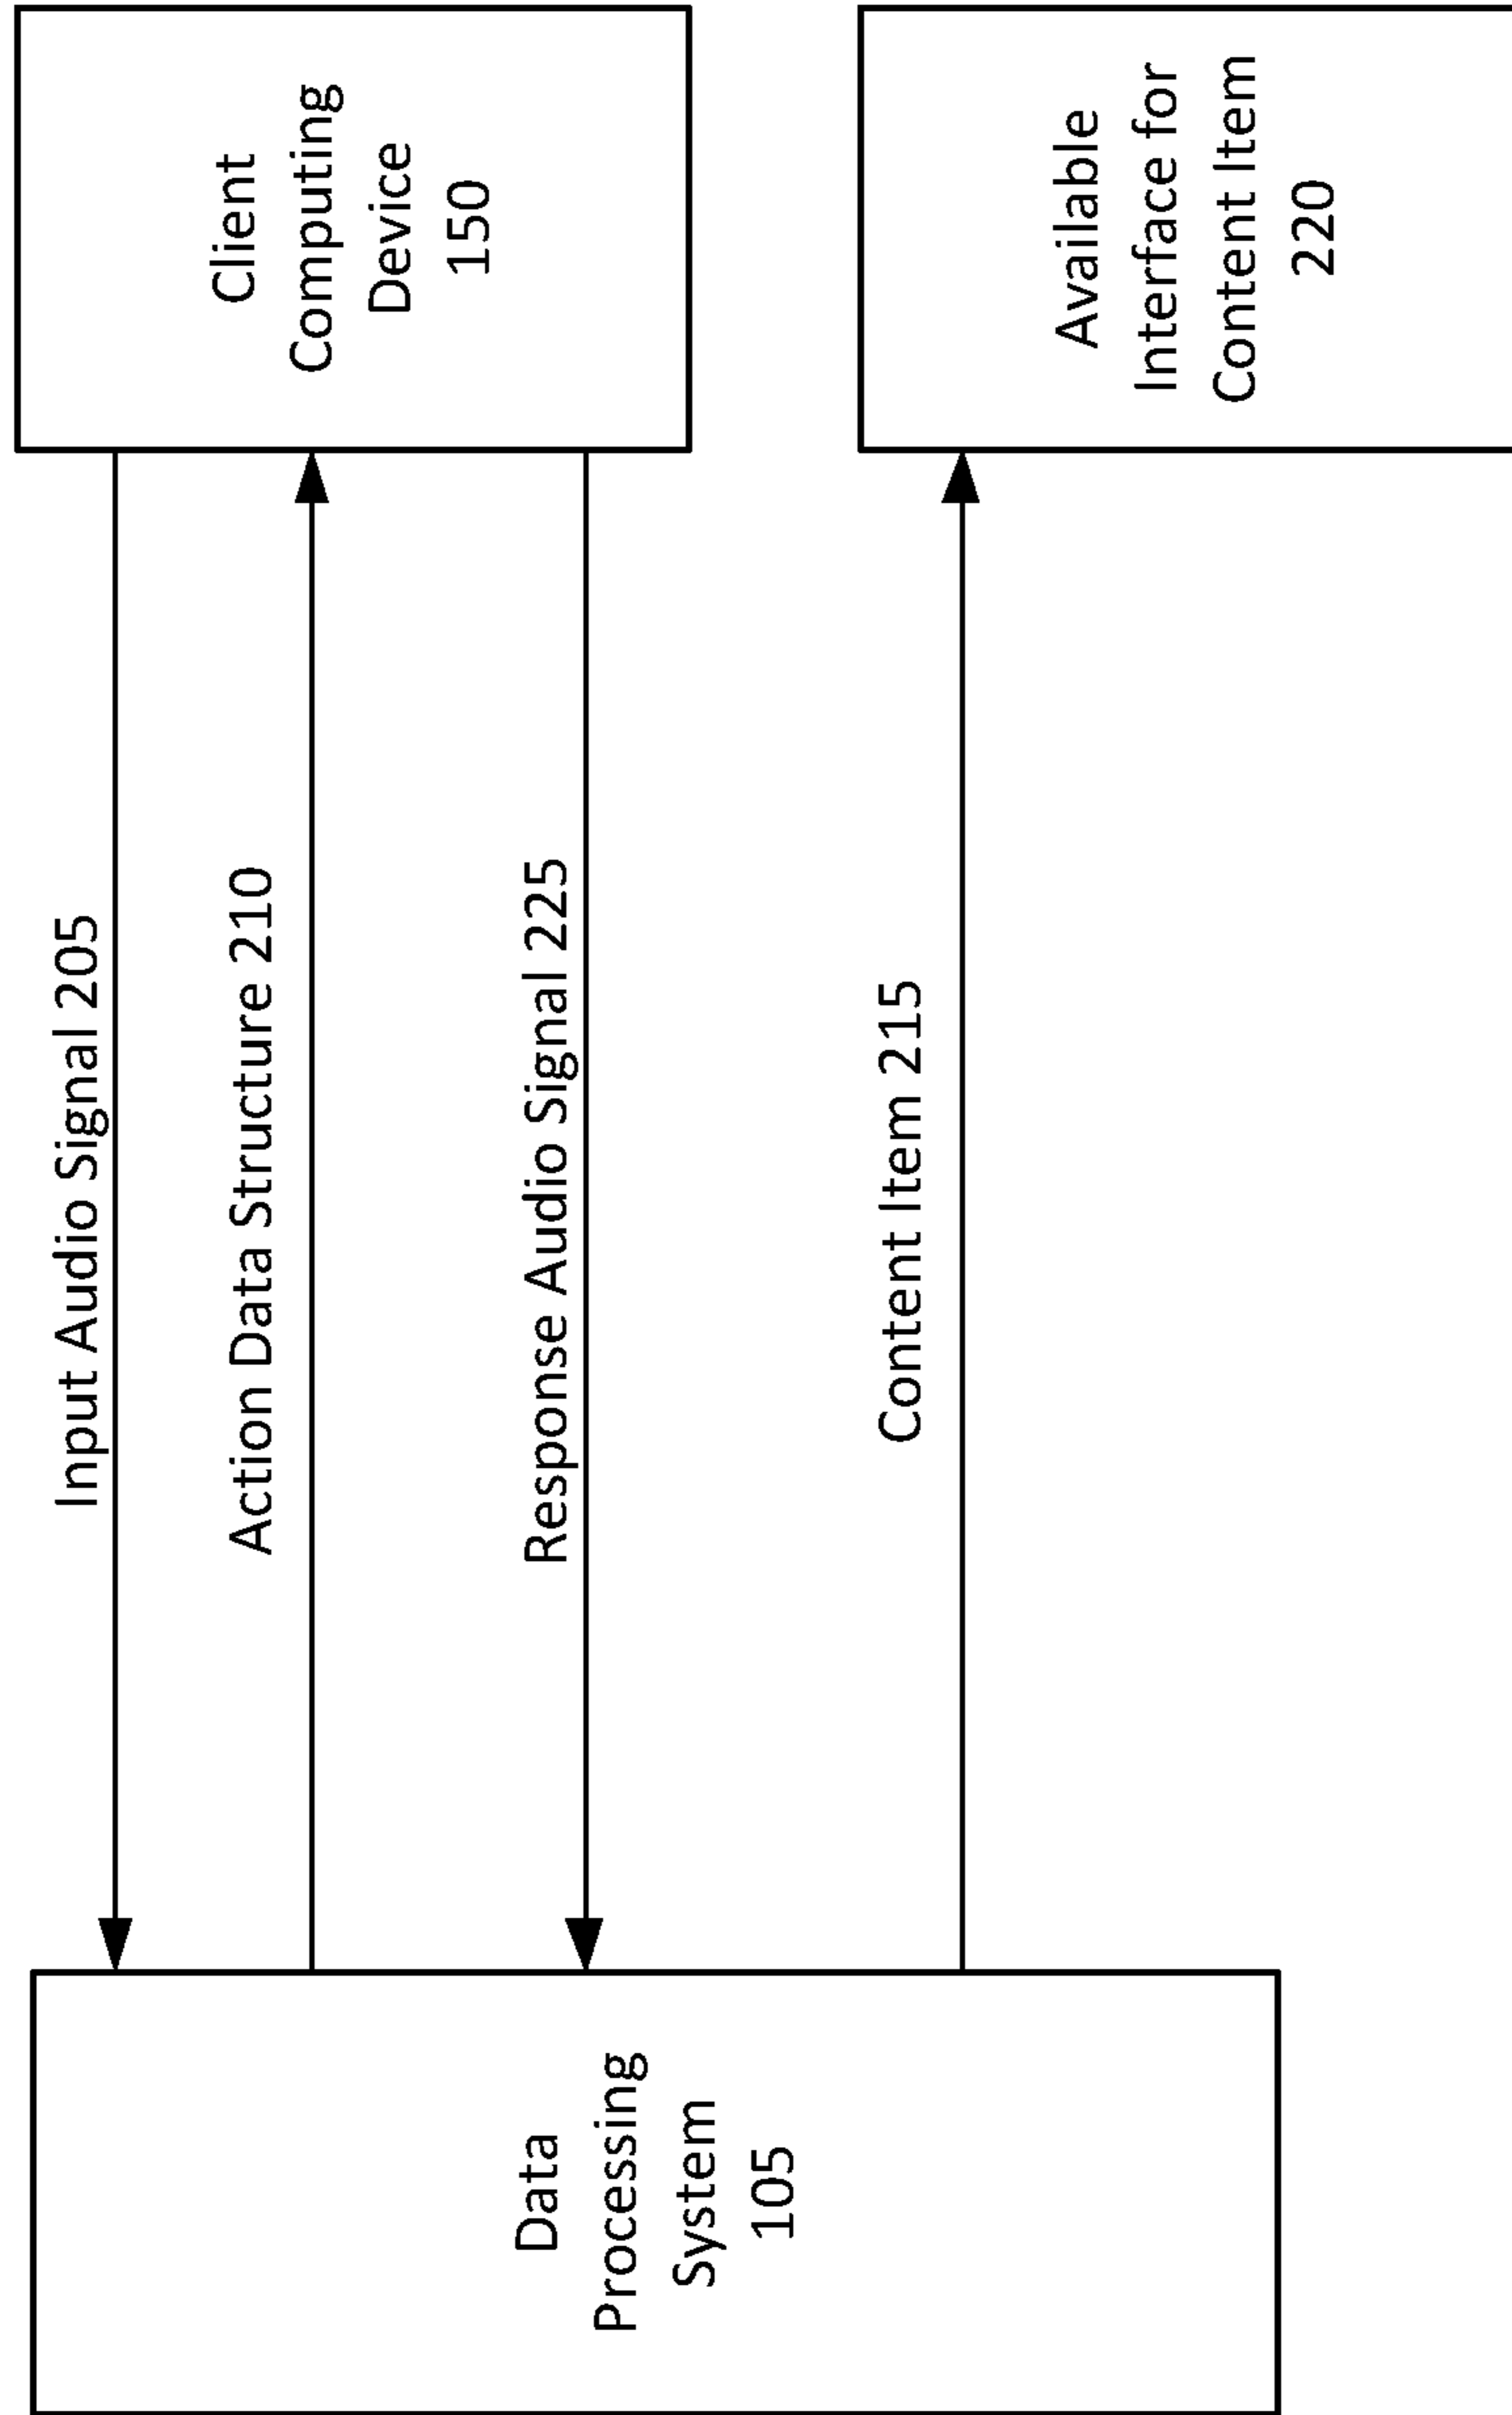 Data
Processing
System
105
Input Audio Signal 205
Action Data Structure 210
Response Audio Signal 225
Content Item 215
Client
Computing
Device
150
Available
Interface for
Content Item
220